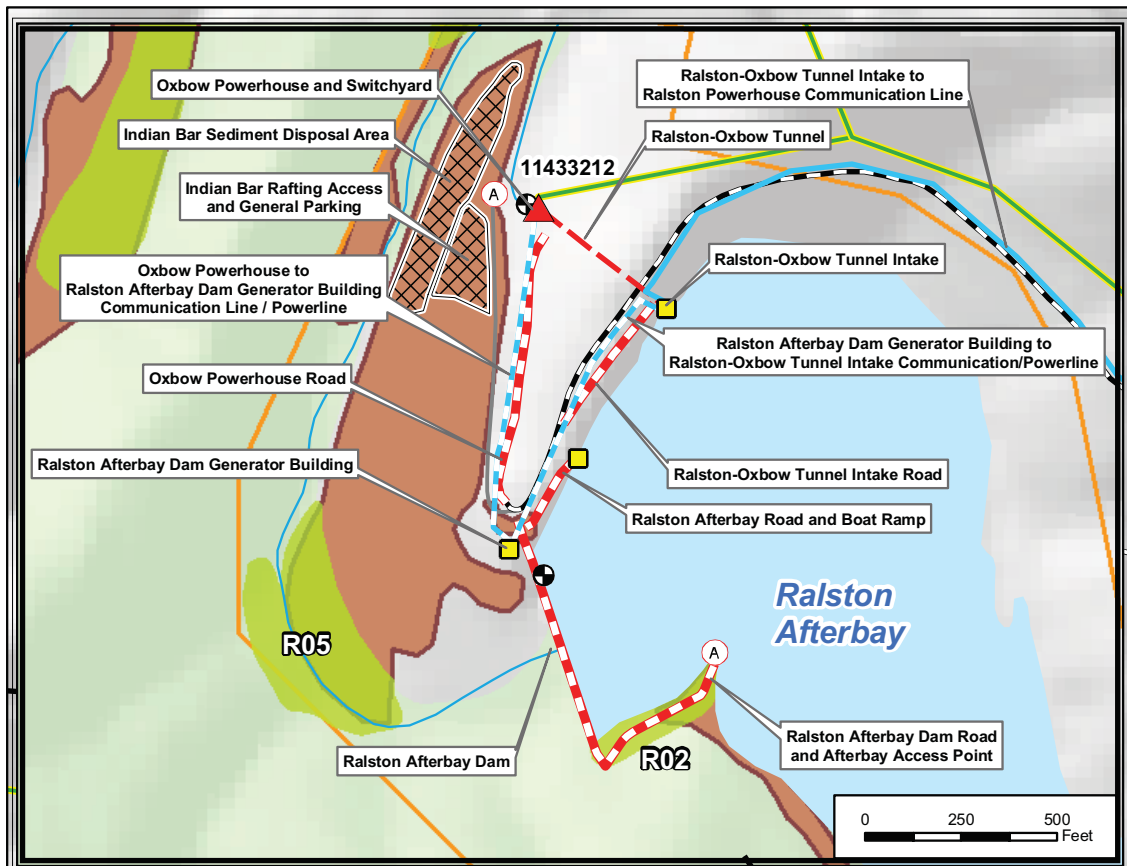 Oxbow Powerhouse and Switchyard
Ralston-Oxbow Tunnel Intake to
Ralston Powerhouse Communication Line
Indian Bar Sediment Disposal Area
Ralston-Oxbow Tunnel
11433212
Indian Bar Rafting Access
and General Parking
A
Oxbow Powerhouse to
Ralston Afterbay Dam Generator Building
Communication Line / Powerline
Ralston-Oxbow Tunnel Intake
Ralston Afterbay Dam Generator Building to
Ralston-Oxbow Tunnel Intake Communication/Powerline
Oxbow Powerhouse Road
Ralston Afterbay Dam Generator Building
Ralston-Oxbow Tunnel Intake Road
Ralston Afterbay Road and Boat Ramp
Ralston
Afterbay
R05
A
Ralston Afterbay Dam
R02
Ralston Afterbay Dam Road
and Afterbay Access Point
0 250 500
Feet